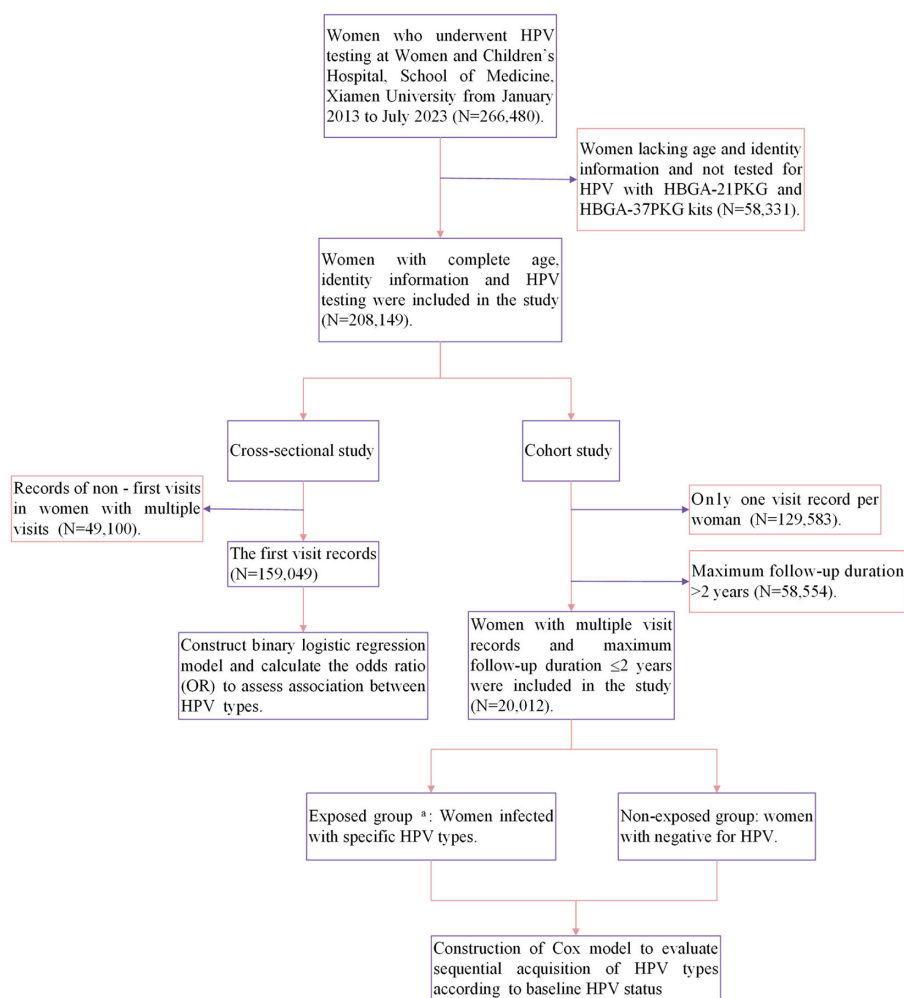 Women who underwent HPV
testing at Women and Children's
Hospital, School of Medicine,
Xiamen University from January
2013 to July 2023 (N=266,480).
Women lacking age and identity
information and not tested for
HPV with HBGA-21PKG and
HBGA-37PKG kits (N=58,331).
Women with complete age,
identity information and HPV
testing were included in the study
(N=208,149).
Cross-sectional study
Cohort study
Records of non - first visits
in women with multiple
visits (N=49,100).
Only one visit record per
woman (N=129,583).
The first visit records
(N=159,049)
Maximum follow-up duration
>2 years (N=58,554).
Construct binary logistic regression
model and calculate the odds ratio
(OR) to assess association between
HPV types.
Women with multiple visit
records and maximum
follow-up duration ≤2 years
were included in the study
(N=20,012).
Exposed group ª: Women infected
with specific HPV types.
Non-exposed group: women
with negative for HPV.
Construction of Cox model to evaluate
sequential acquisition of HPV types
according to baseline HPV status